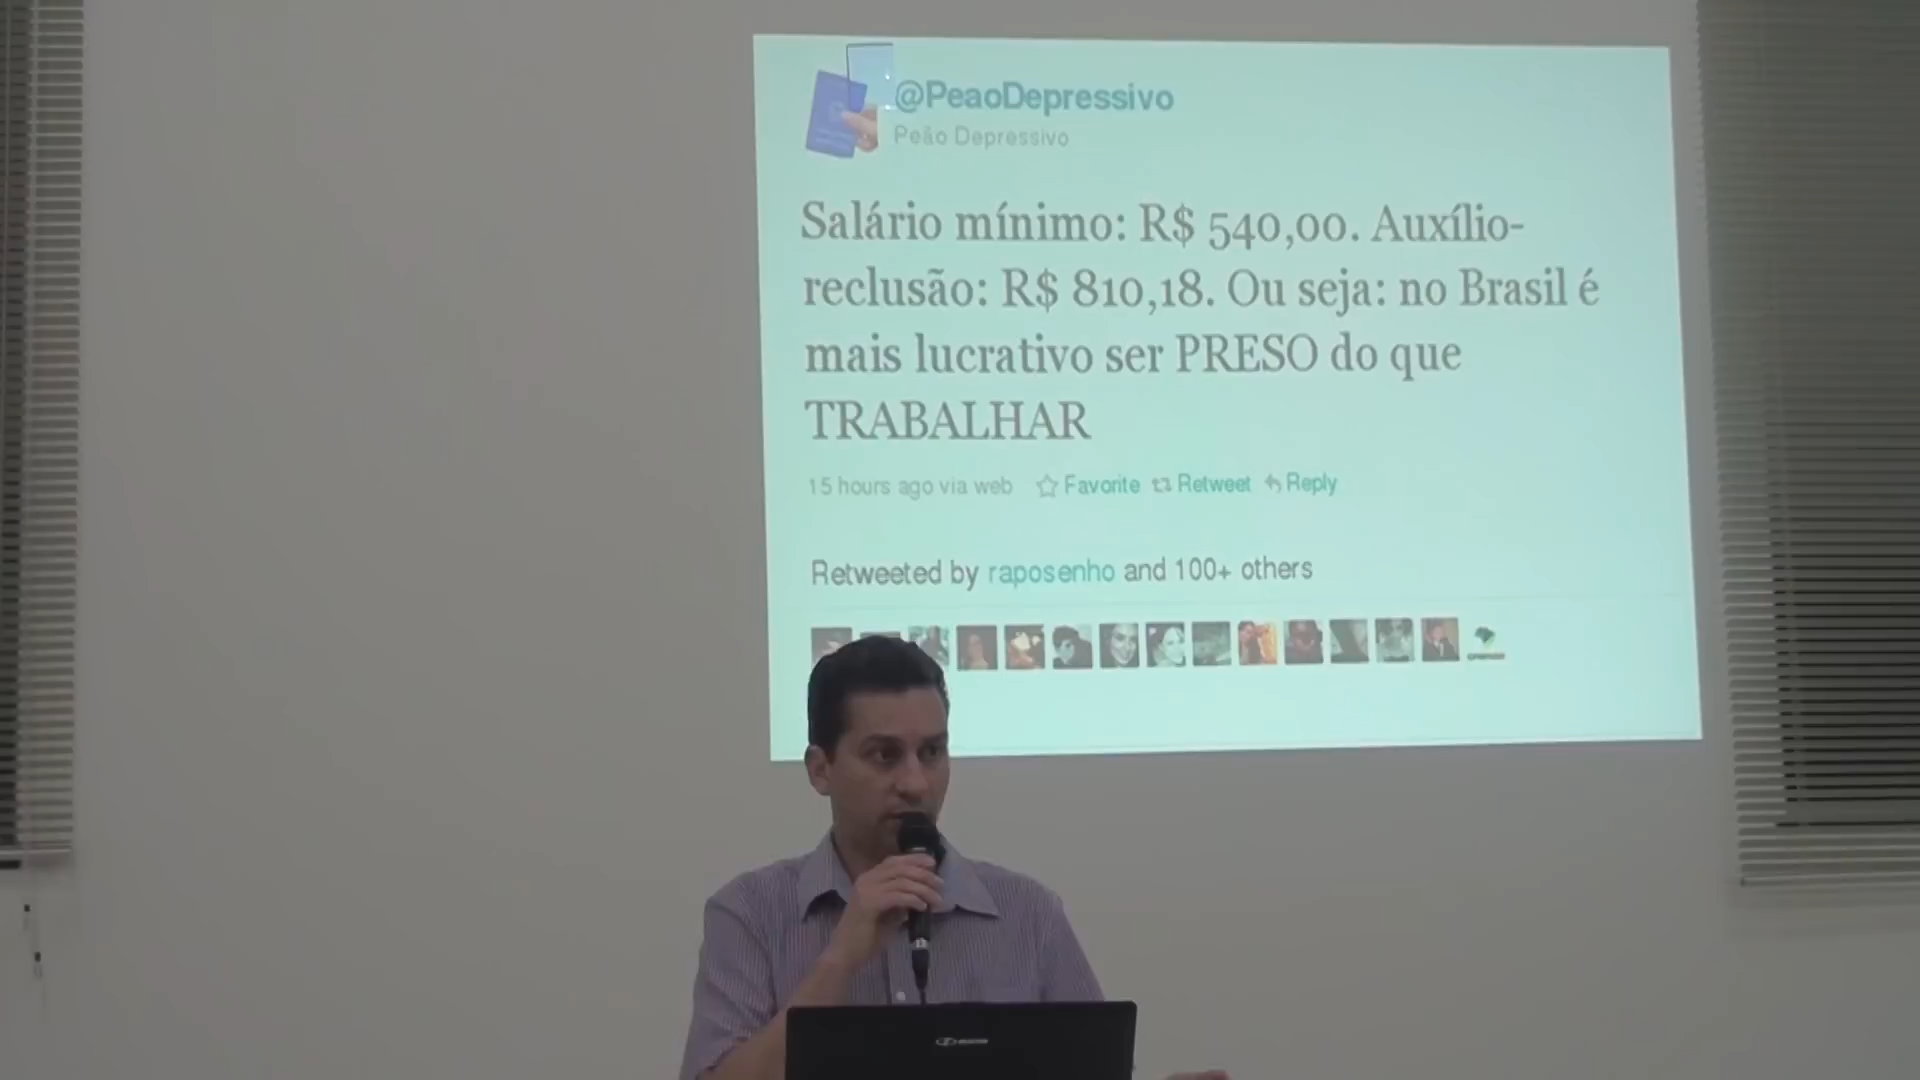 @PeaoDepressivo
Peão Depressivo
Salário mínimo: R$ 540,00. Auxílio-
reclusão: R$ 810,18. Ou seja: no Brasil é
mais lucrativo ser PRESO do que
TRABALHAR
15 hours ago via web Favorite Retweet Reply
Retweeted by raposenho and 100+ others